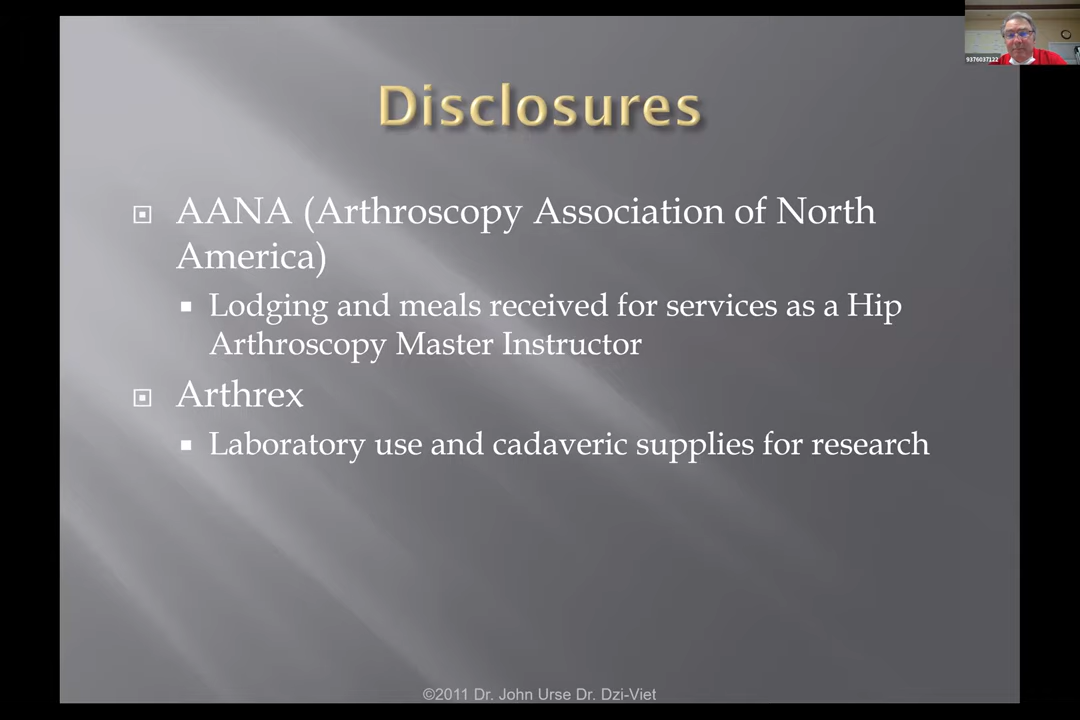 9376037122
Disclosures
AANA (Arthroscopy Association of North
America)
Lodging and meals received for services as a Hip
Arthroscopy Master Instructor
Arthrex
Laboratory use and cadaveric supplies for research
©2011 Dr. John Urse Dr. Dzi-Viet